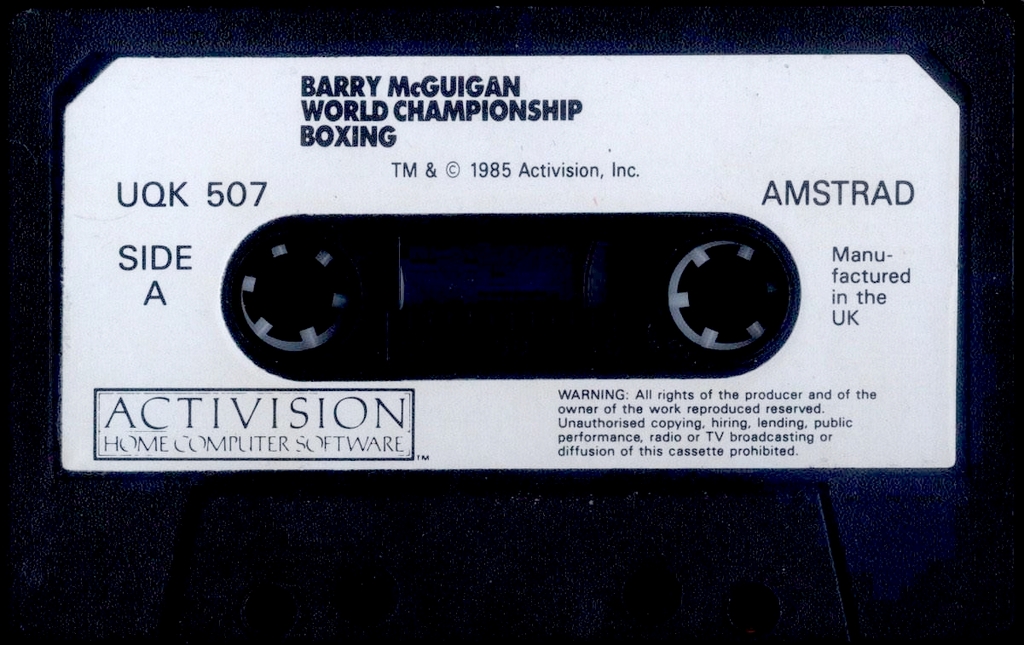 BARRY McGUIGAN
WORLD CHAMPIONSHIP
BOXING
TM & © 1985 Activision, Inc.
UQK 507
AMSTRAD
SIDE
A
Manu-
factured
in the
UK
ACTIVISION
HOME COMPUTER SOFTWARE
TM
WARNING: All rights of the producer and of the
owner of the work reproduced reserved.
Unauthorised copying, hiring, lending, public
performance, radio or TV broadcasting or
diffusion of this cassette prohibited.